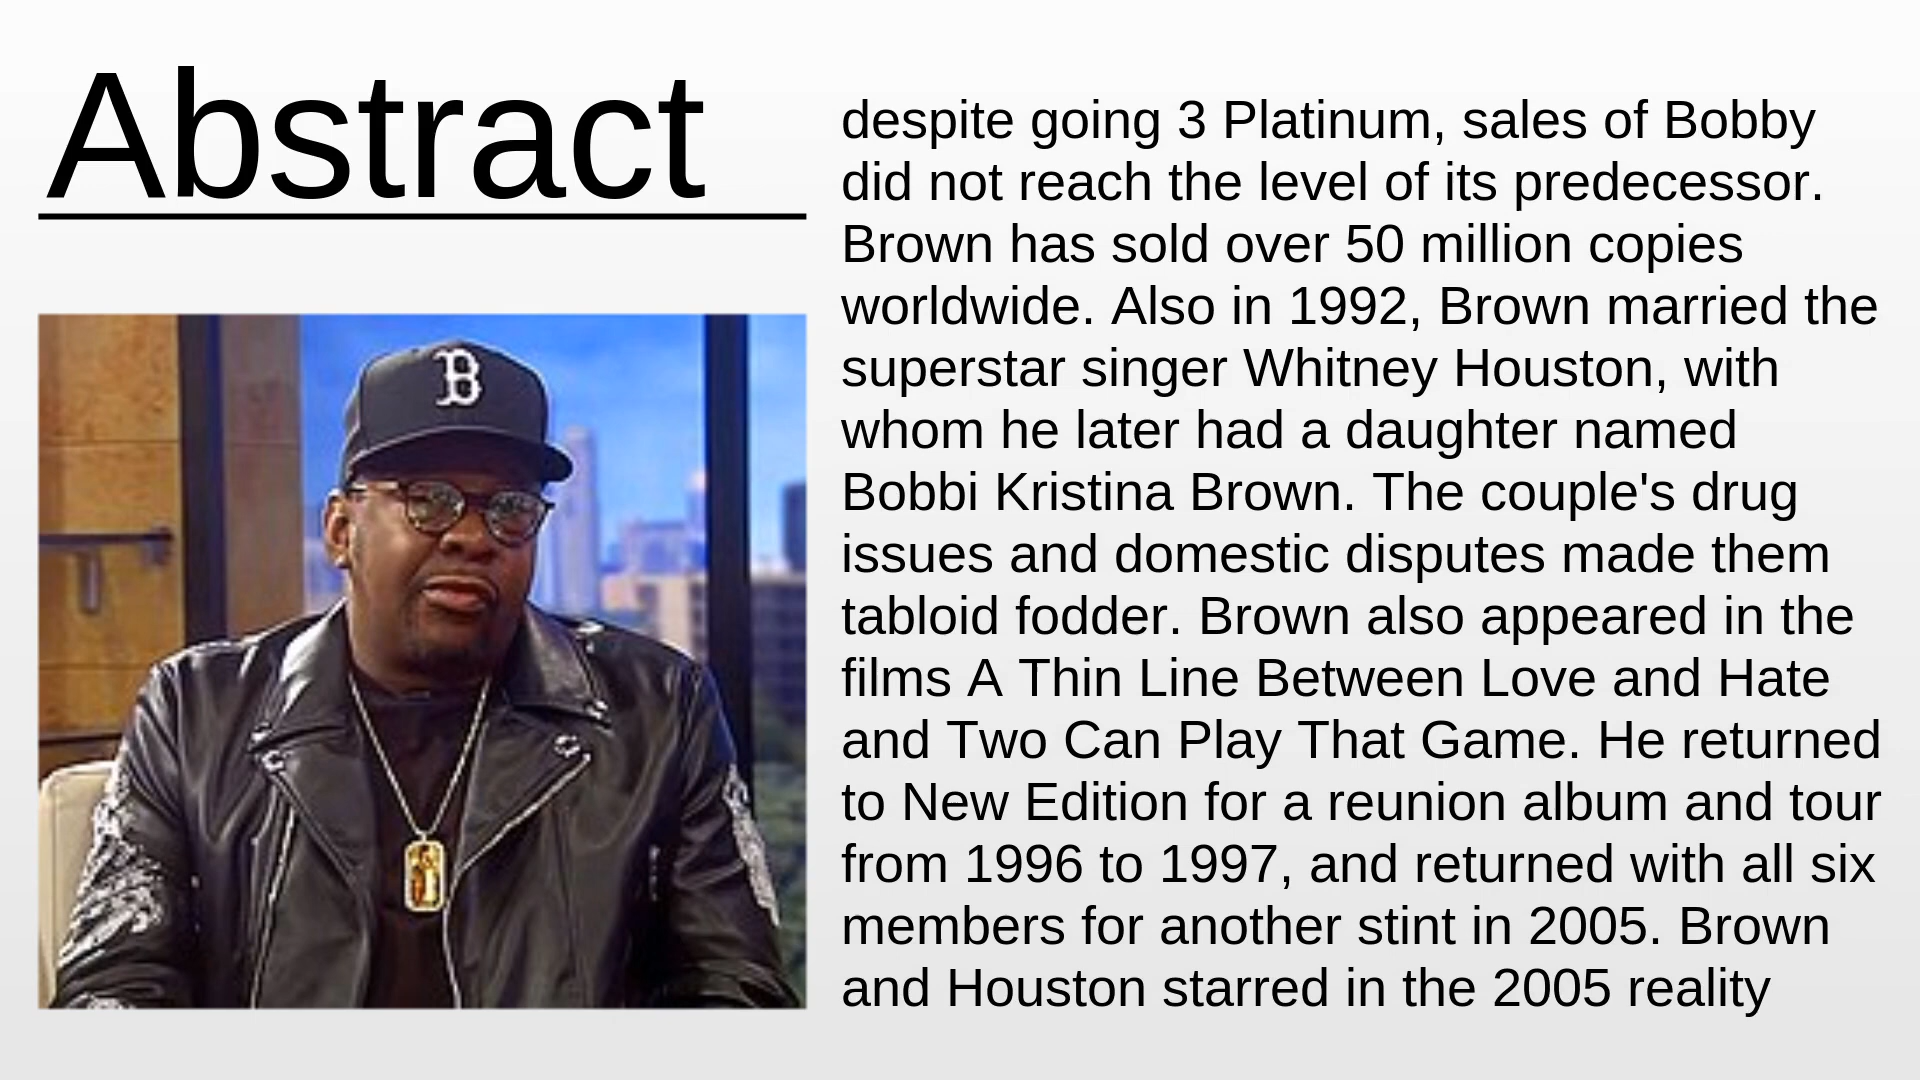 Abstract
despite going 3 Platinum, sales of Bobby
did not reach the level of its predecessor.
Brown has sold over 50 million copies
worldwide. Also in 1992, Brown married the
superstar singer Whitney Houston, with
whom he later had a daughter named
Bobbi Kristina Brown. The couple's drug
issues and domestic disputes made them
tabloid fodder. Brown also appeared in the
films A Thin Line Between Love and Hate
and Two Can Play That Game. He returned
to New Edition for a reunion album and tour
from 1996 to 1997, and returned with all six
members for another stint in 2005. Brown
and Houston starred in the 2005 reality
B